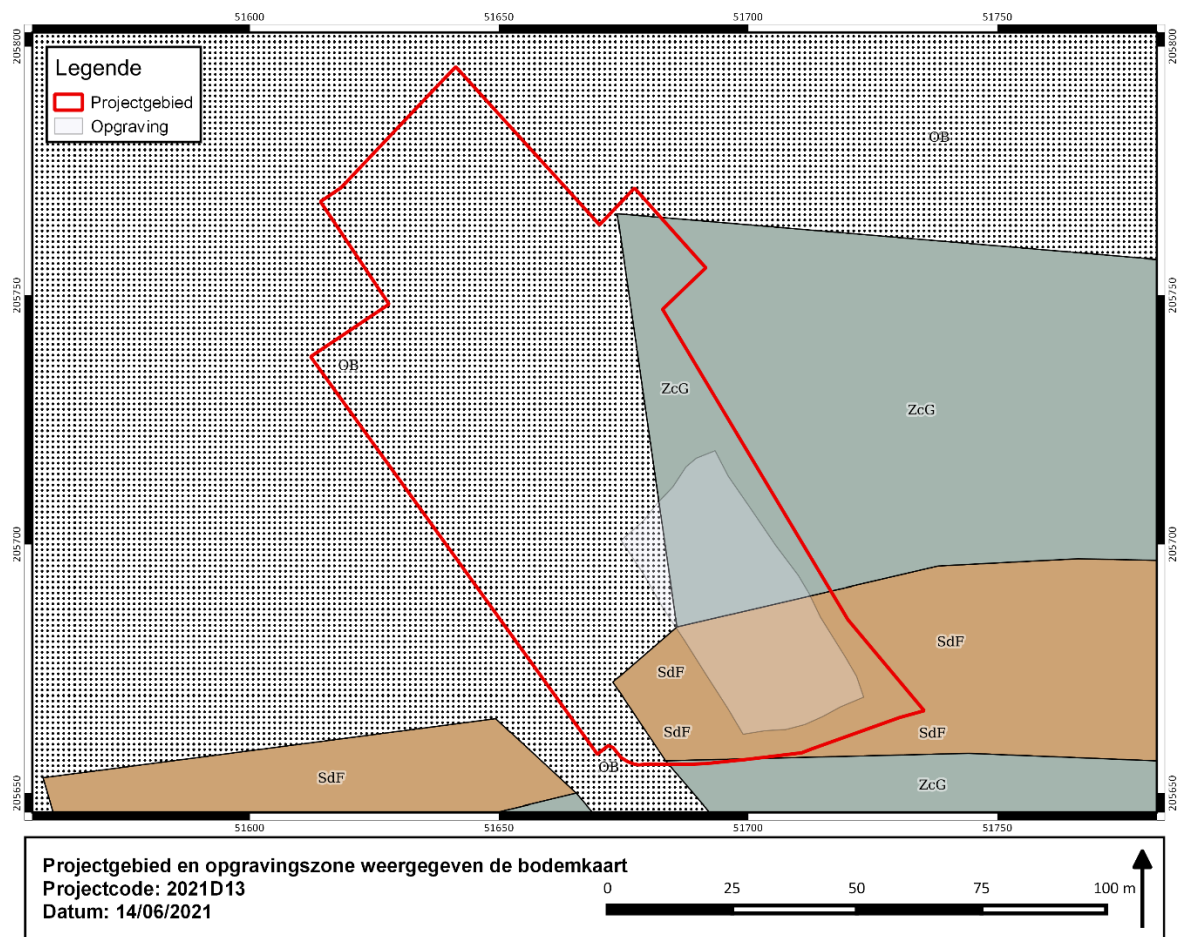 51600 51650 51700 51750
205800 205800
Legende
Projectgebied
Opgraving
OB
205750 205750
OB
ZcG
ZcG
205700 205700
SdF
SdF
SdF
SdF
OB
SdF
ZcG
205650 205650
51600 51650 51700 51750
Projectgebied en opgravingszone weergegeven de bodemkaart
Projectcode: 2021D13
Datum: 14/06/2021
0 25 50 75 100 m